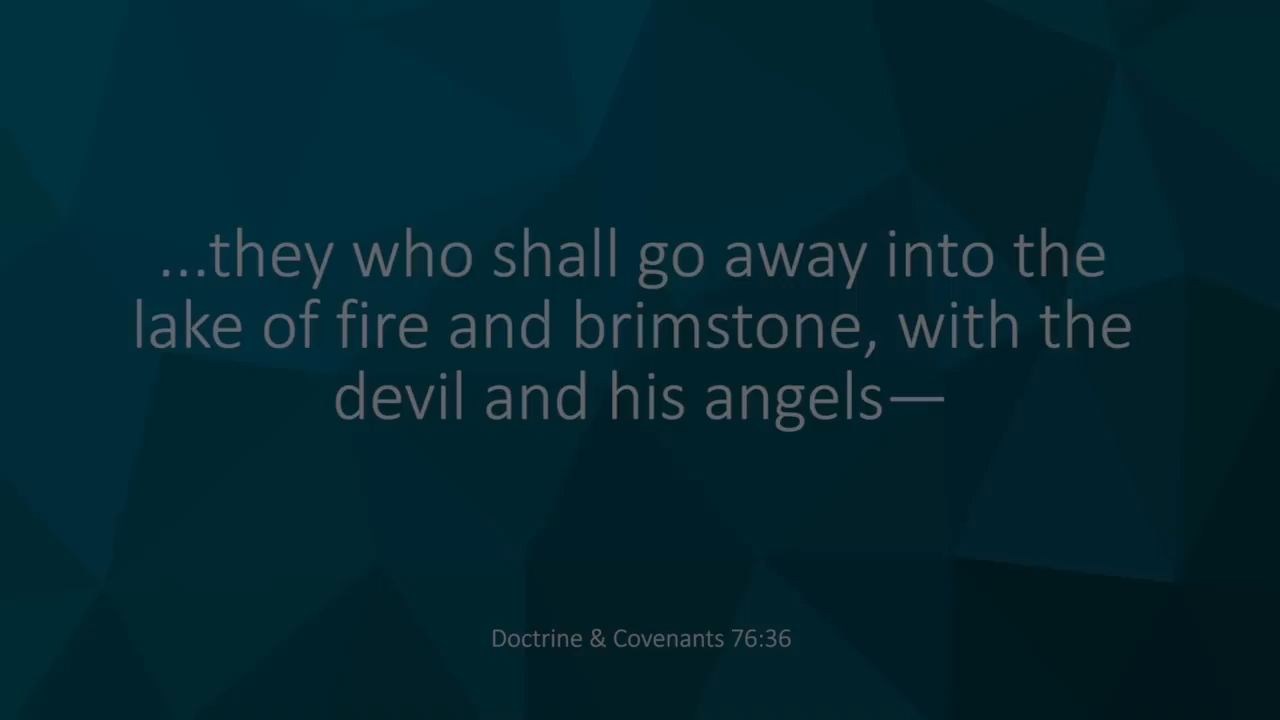 ...they who shall go away into the
lake of fire and brimstone, with the
devil and his angels—
Doctrine & Covenants 76:36